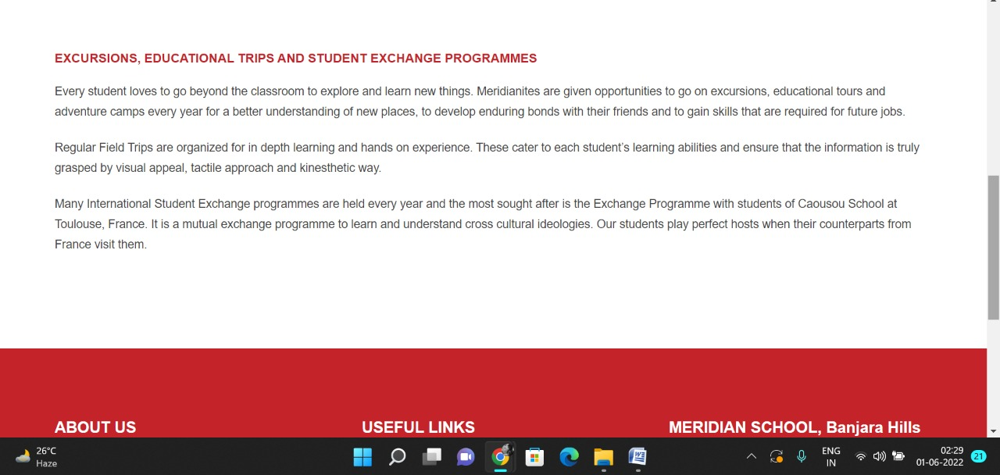 EXCURSIONS, EDUCATIONAL TRIPS AND STUDENT EXCHANGE PROGRAMMES
Every student loves to go beyond the classroom to explore and learn new things. Meridianites are given opportunities to go on excursions, educational tours and
adventure camps every year for a better understanding of new places, to develop enduring bonds with their friends and to gain skills that are required for future jobs.
Regular Field Trips are organized for in depth learning and hands on experience. These cater to each student’s learning abilities and ensure that the information is truly
grasped by visual appeal, tactile approach and kinesthetic way.
Many International Student Exchange programmes are held every year and the most sought after is the Exchange Programme with students of Caousou School at
Toulouse, France. It is a mutual exchange programme to learn and understand cross cultural ideologies. Our students play perfect hosts when their counterparts from
France visit them.
ABOUT US
USEFUL LINKS
MERIDIAN SCHOOL, Banjara Hills
26°C
Haze
ENG
IN
02:29
01-06-2022
21